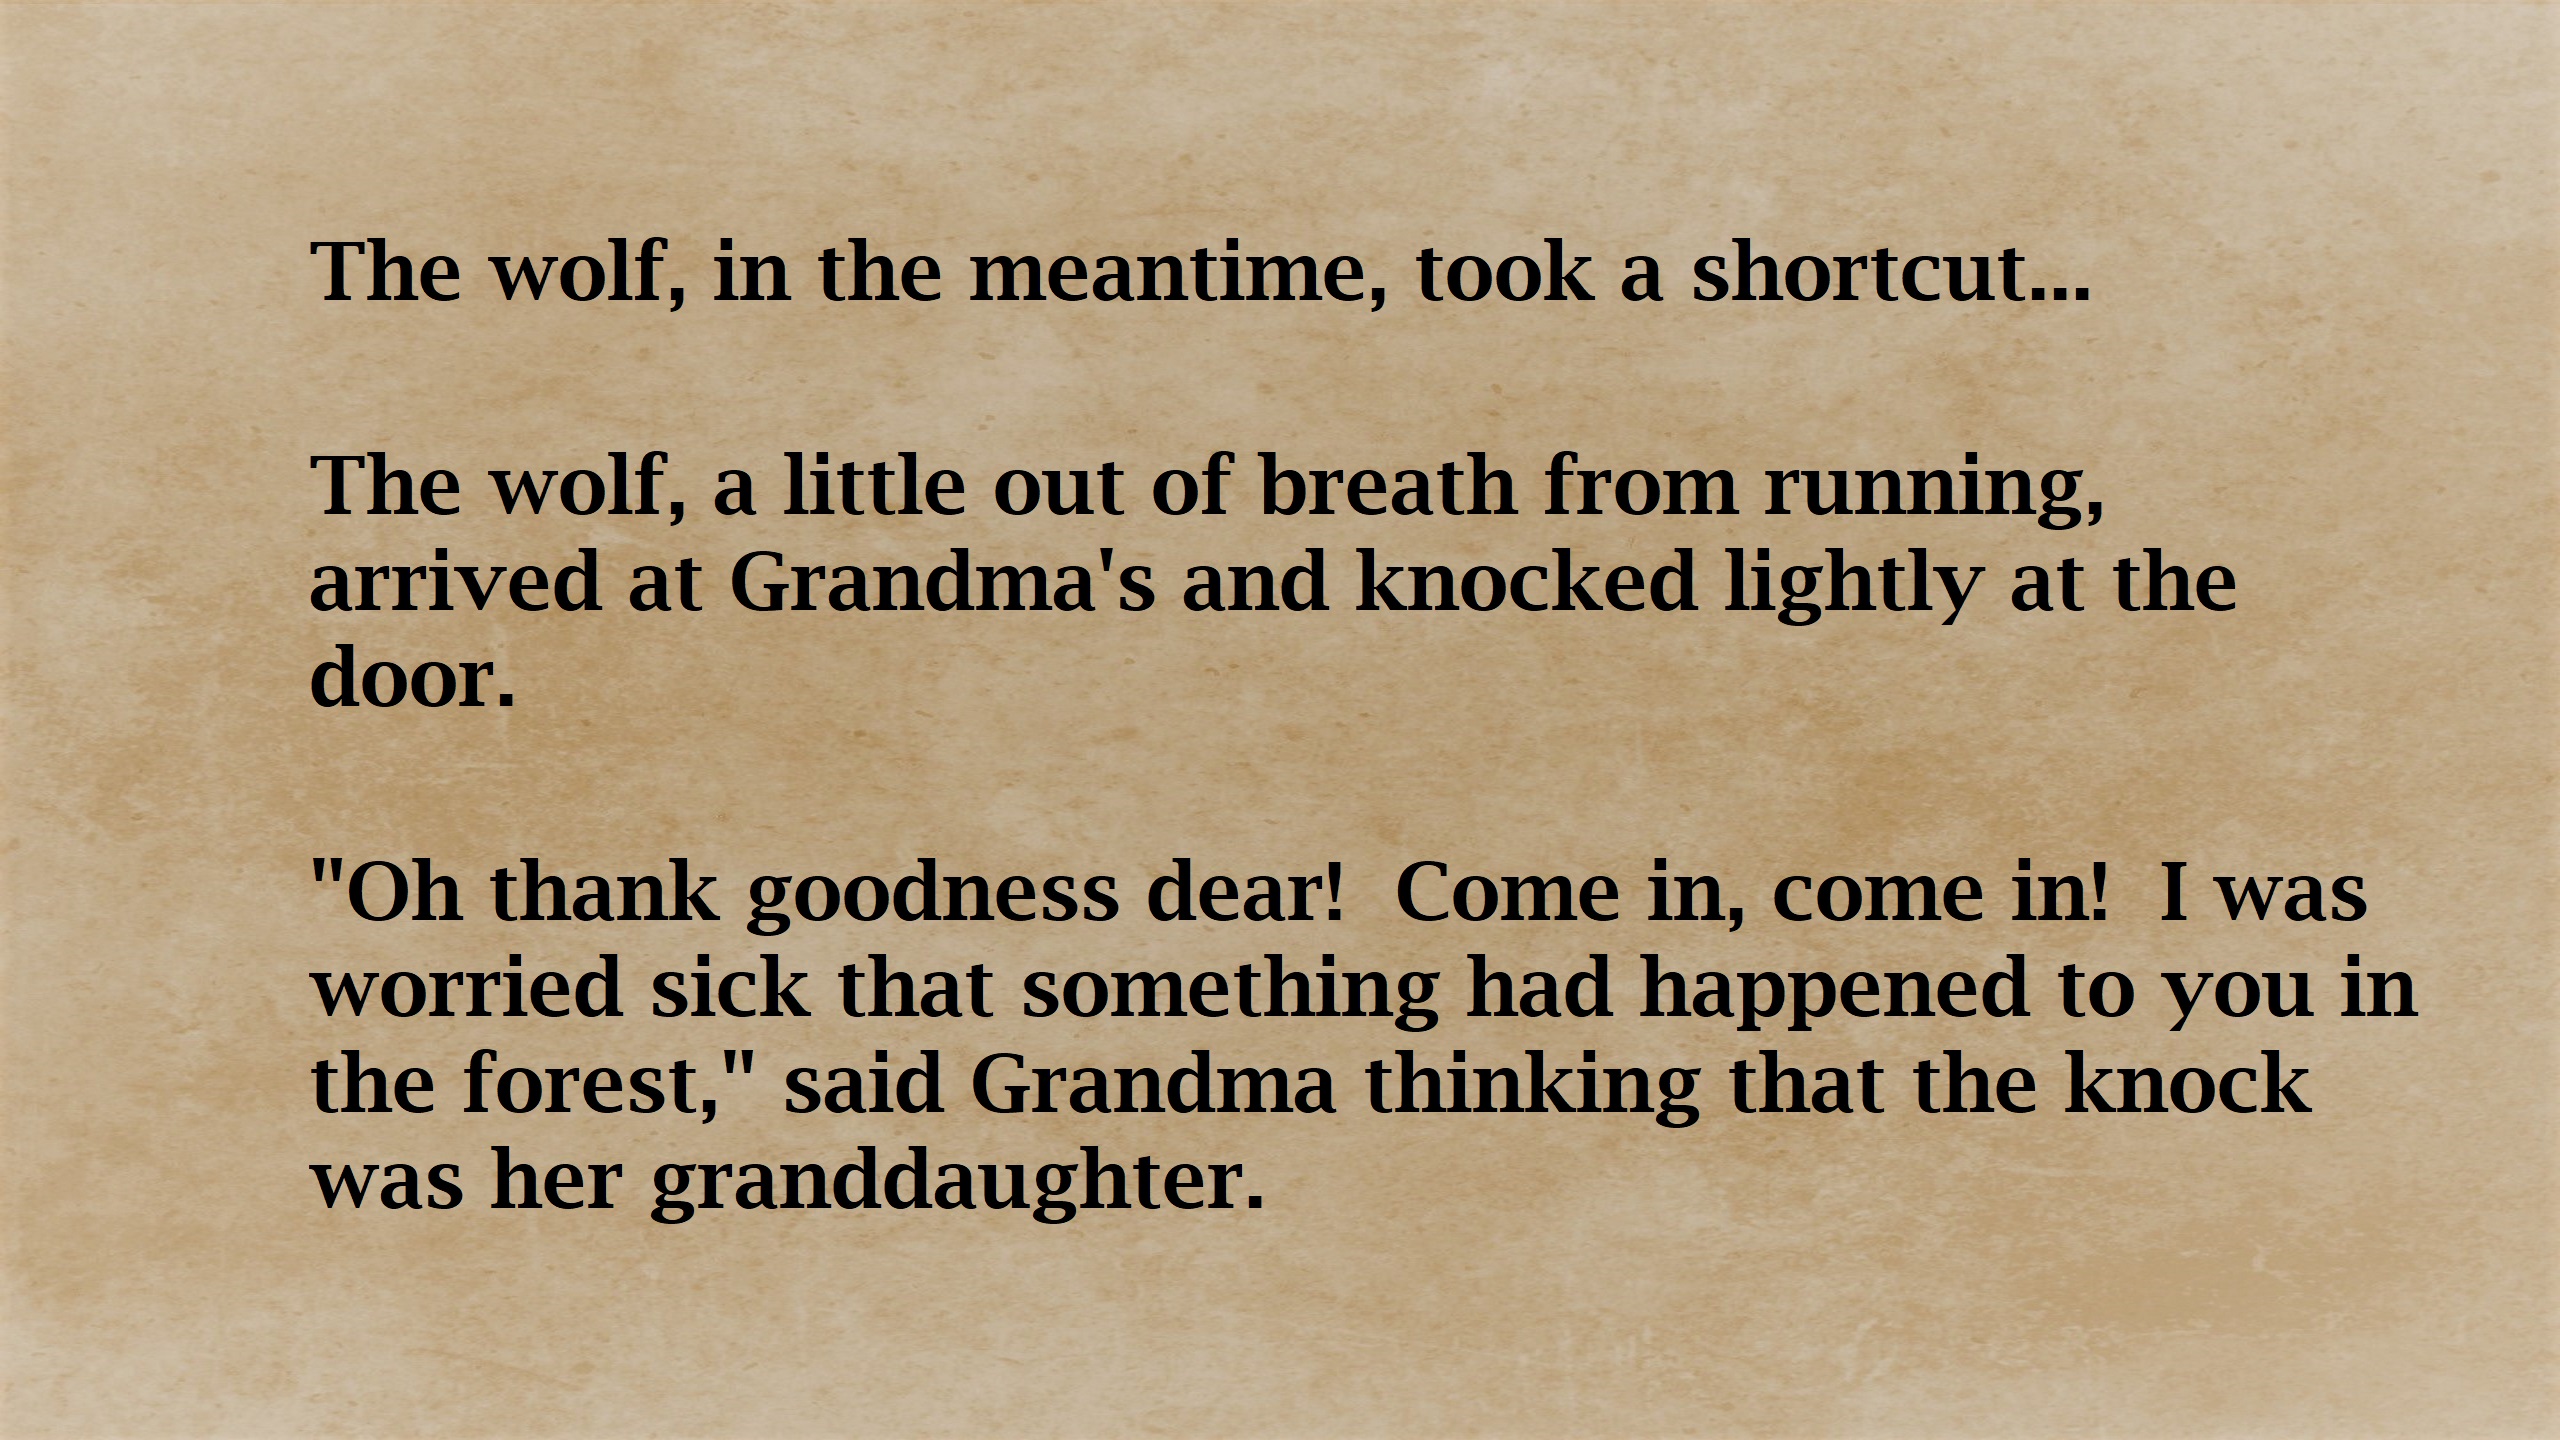 The wolf, in the meantime, took a shortcut...
The wolf, a little out of breath from running,
arrived at Grandma's and knocked lightly at the
door.
"Oh thank goodness dear!  Come in, come in!  I was
worried sick that something had happened to you in
the forest," said Grandma thinking that the knock
was her granddaughter.